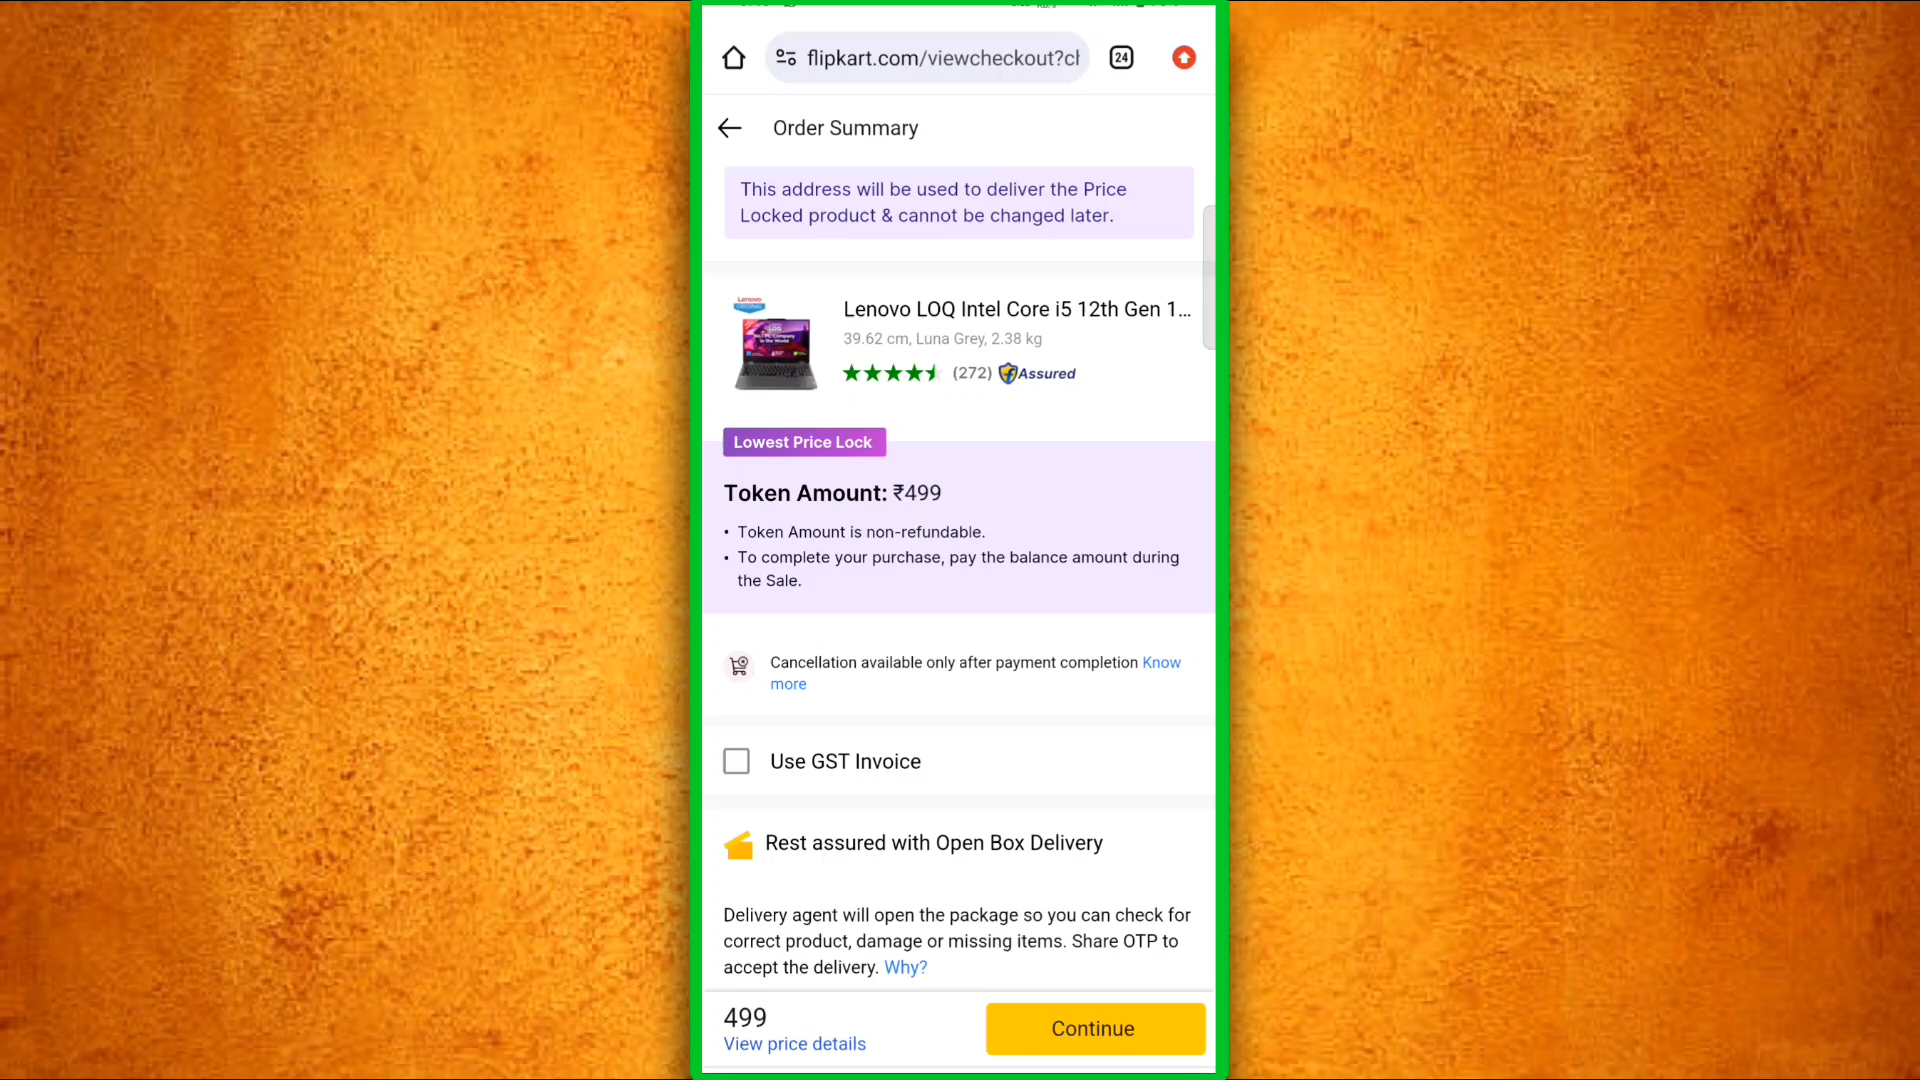 flipkart.com/viewcheckout?ch
24
Order Summary
This address will be used to deliver the Price
Locked product & cannot be changed later.
Lenovo
Lenovo LOQ Intel Core i5 12th Gen 1...
39.62 cm, Luna Grey, 2.38 kg
(272) Assured
Lowest Price Lock
Token Amount: ₹499
• Token Amount is non-refundable.
• To complete your purchase, pay the balance amount during
the Sale.
Cancellation available only after payment completion Know
more
Use GST Invoice
Rest assured with Open Box Delivery
Delivery agent will open the package so you can check for
correct product, damage or missing items. Share OTP to
accept the delivery. Why?
499
View price details
Continue